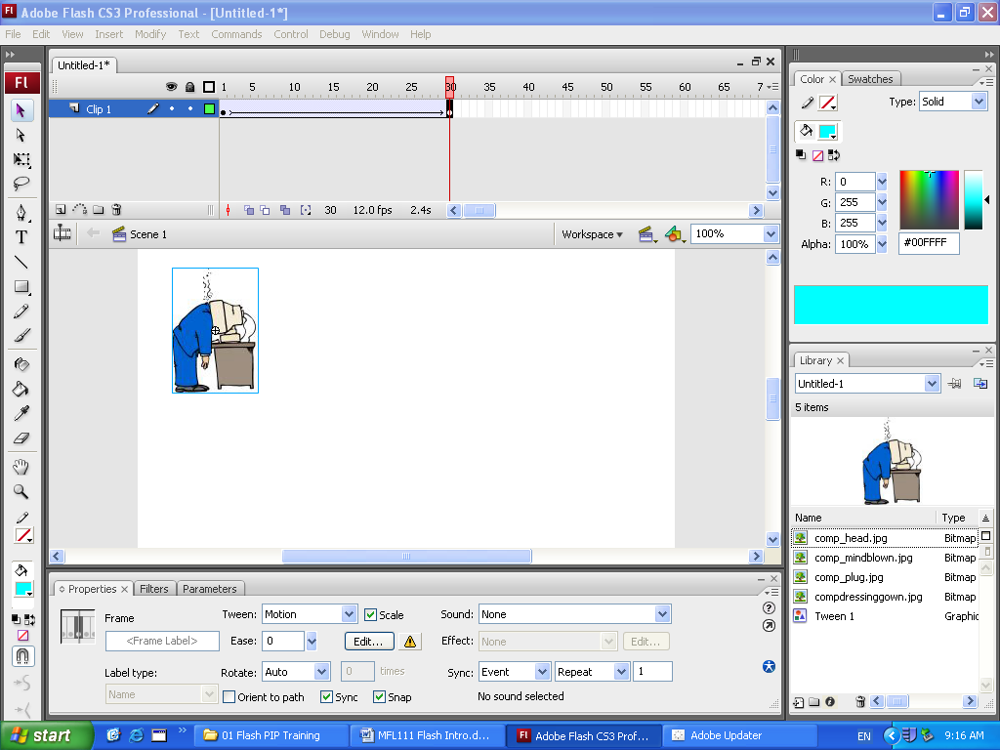 Adobe Flash CS3 Professional - [Untitled-1*]
File Edit View Insert Modify Text Commands Control Debug Window Help
Untitled-1*
1 5 10 15 20 25 30 35 40 45 50 55 60 65 7
Clip 1
30 12.0 fps 2.4s
Scene 1
Workspace
100%
Fl
T
Properties
Filters
Parameters
Frame
<Frame Label>
Label type:
Name
Tween: Motion
Scale
Ease: 0
Edit...
Rotate: Auto
0 times
Orient to path
Sync
Snap
Sound: None
Effect: None
Edit...
Sync: Event
Repeat
1
No sound selected
Color
Swatches
Type: Solid
R: 0
G: 255
B: 255
Alpha: 100%
#00FFFF
Library
Untitled-1
5 items
Name Type
comp_head.jpg Bitmap
comp_mindblown.jpg Bitmap
comp_plug.jpg Bitmap
compdressinggown.jpg Bitmap
Tween 1 Graphic
start
01 Flash PIP Training
MFL111 Flash Intro.d...
Adobe Flash CS3 Prof...
Adobe Updater
EN
9:16 AM